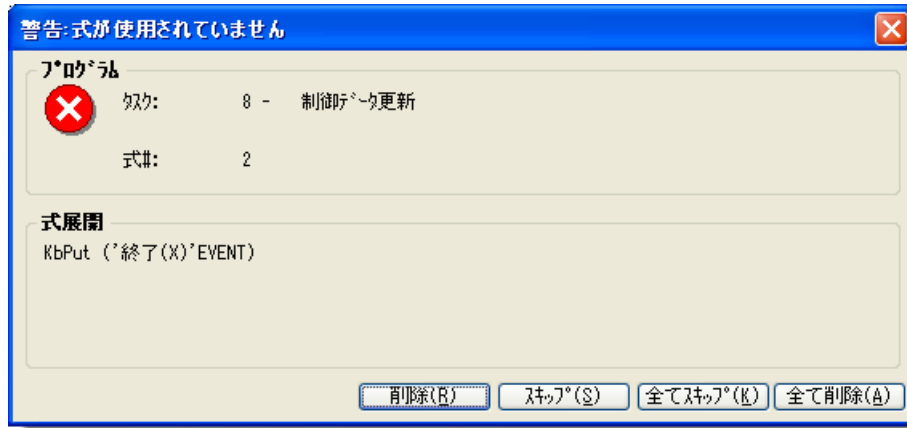 警告:式が使用されていません
ﾌﾟﾛｸﾞﾗﾑ
ﾀｽｸ: 8 - 制御ﾃﾞｰﾀ更新
式#: 2
式展開
KbPut ('終了(X)'EVENT)
削除(R) ｽｷｯﾌﾟ(S) 全てｽｷｯﾌﾟ(K) 全て削除(A)